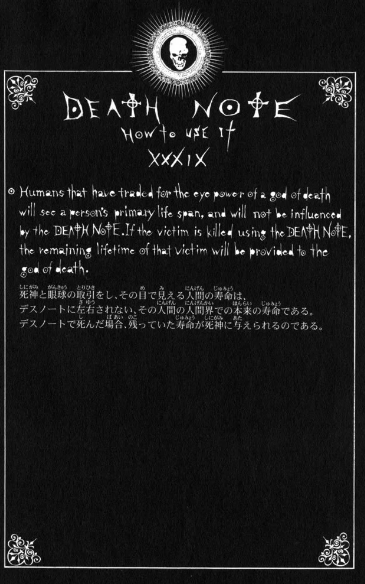 DEATH NOTE
How to use it
XXXIX
Humans that have traded for the eye power of a god of death
will see a person's primary life span, and will not be influenced
by the DEATH NOTE. If the victim is killed using the DEATH NOTE,
the remaining lifetime of that victim will be provided to the
god of death.
死神と眼球の取引をし、その目で見える人間の寿命は、
デスノートに左右されない、その人間の人間界での本来の寿命である。
デスノートで死んだ場合、残っていた寿命が死神に与えられるのである。